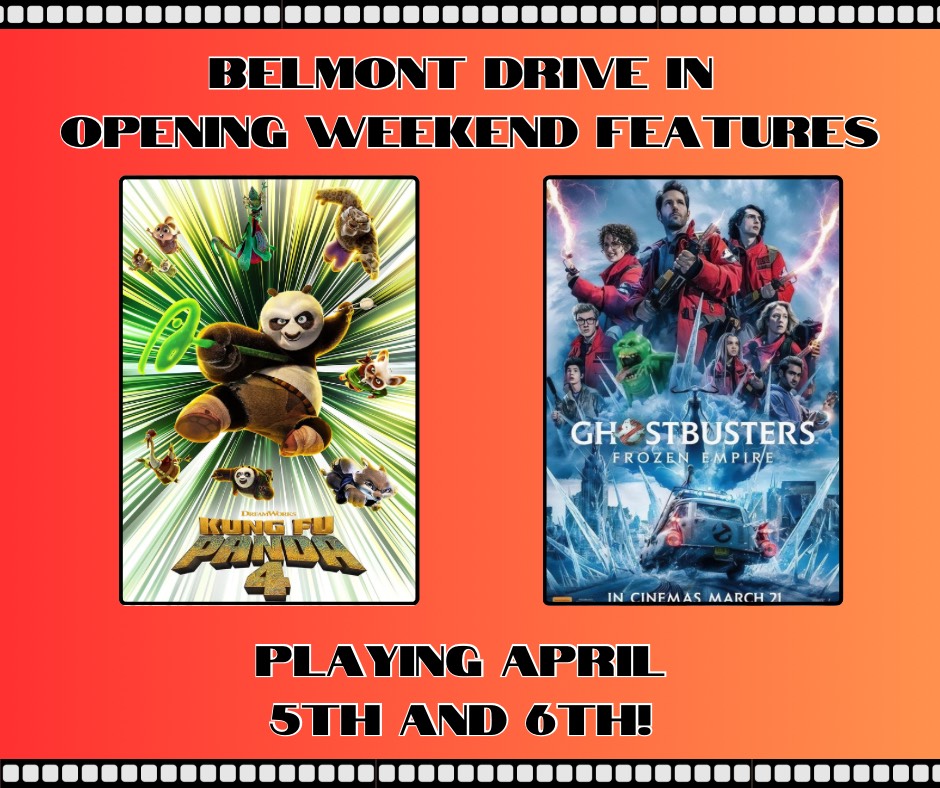 BELMONT DRIVE IN
OPENING WEEKEND FEATURES
DREAMWORKS
KUNG FU
PANDA
4
GHOSTBUSTERS
FROZEN EMPIRE
IN CINEMAS MARCH 21
PLAYING APRIL
5TH AND 6TH!